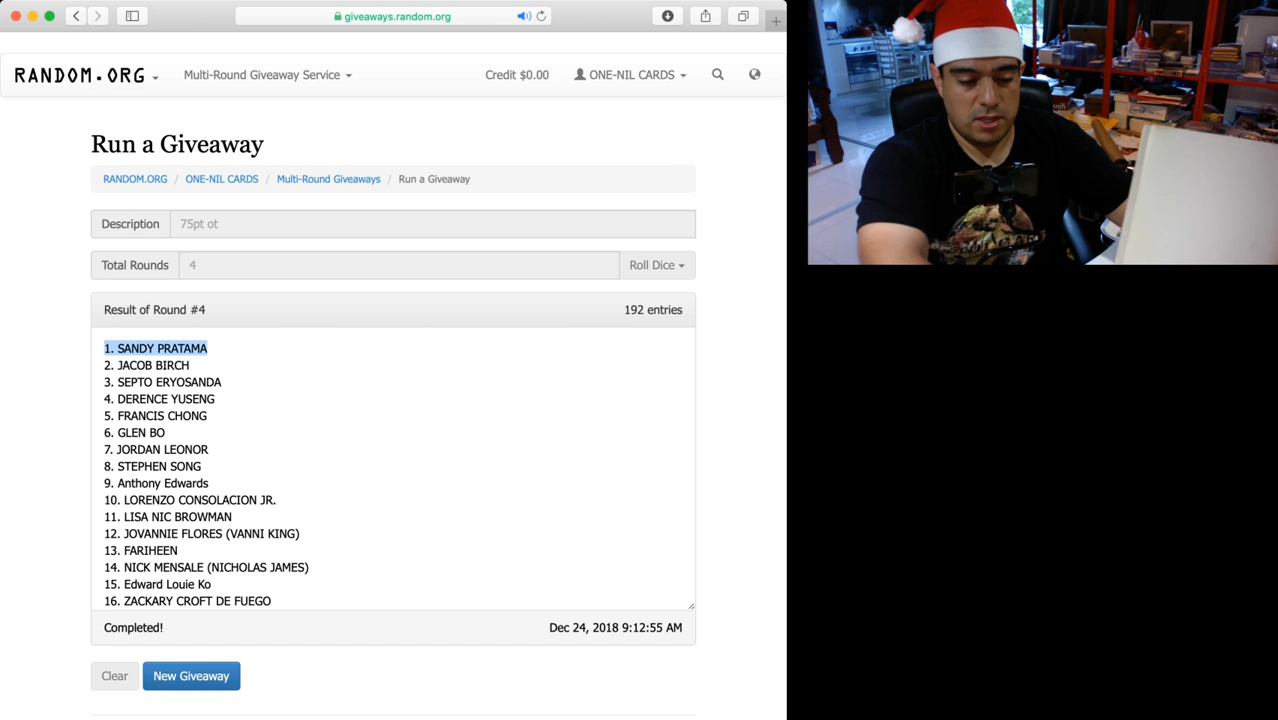 giveaways.random.org
RANDOM.ORG
Multi-Round Giveaway Service
Credit $0.00
ONE-NIL CARDS
Run a Giveaway
RANDOM.ORG / ONE-NIL CARDS / Multi-Round Giveaways / Run a Giveaway
Description 75pt ot
Total Rounds 4 Roll Dice
Result of Round #4 192 entries
1. SANDY PRATAMA
2. JACOB BIRCH
3. SEPTO ERYOSANDA
4. DERENCE YUSENG
5. FRANCIS CHONG
6. GLEN BO
7. JORDAN LEONOR
8. STEPHEN SONG
9. Anthony Edwards
10. LORENZO CONSOLACION JR.
11. LISA NIC BROWMAN
12. JOVANNIE FLORES (VANNI KING)
13. FARIHEEN
14. NICK MENSALE (NICHOLAS JAMES)
15. Edward Louie Ko
16. ZACKARY CROFT DE FUEGO
Completed! Dec 24, 2018 9:12:55 AM
Clear New Giveaway